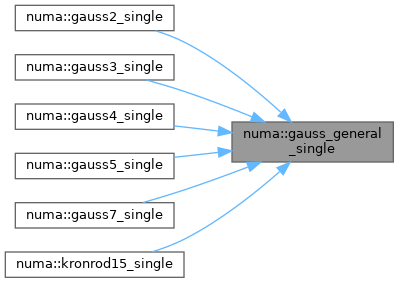 numa::gauss2_single
numa::gauss3_single
numa::gauss4_single
numa::gauss5_single
numa::gauss7_single
numa::kronrod15_single
numa::gauss_general
_single